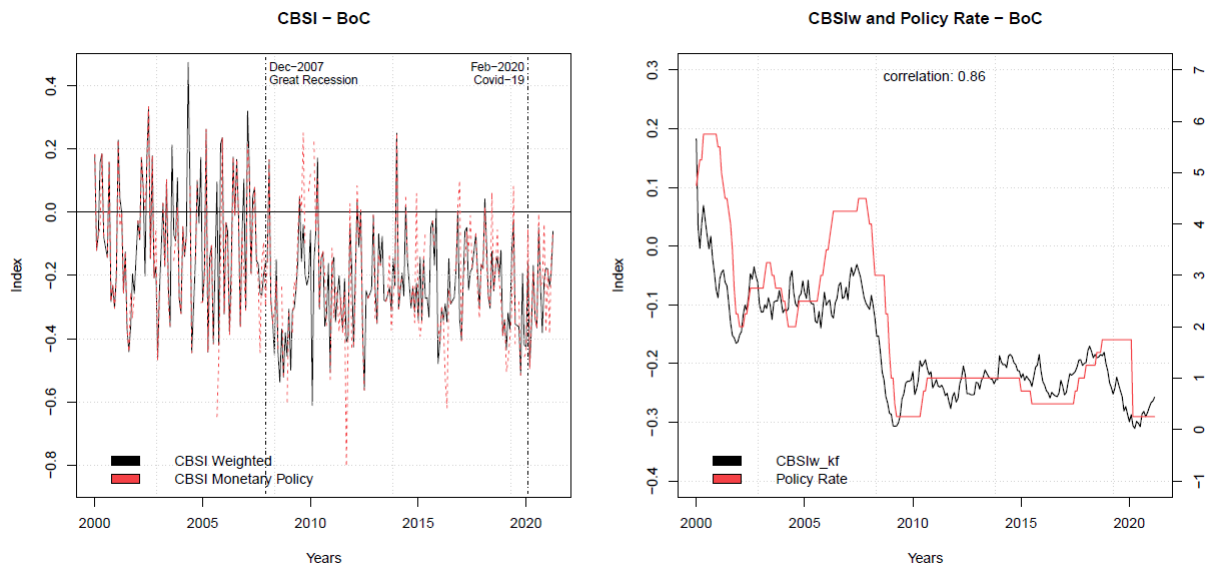 CBSI − BoC
Index
0.4
0.2
0.0
−0.2
−0.4
−0.6
−0.8
Dec−2007
Great Recession
Feb−2020
Covid−19
CBSI Weighted
CBSI Monetary Policy
2000
2005
2010
2015
2020
Years
CBSIw and Policy Rate − BoC
Index
0.3
0.2
0.1
0.0
−0.1
−0.2
−0.3
−0.4
correlation: 0.86
7
6
5
4
3
2
1
0
−1
CBSIw_kf
Policy Rate
2000
2005
2010
2015
2020
Years